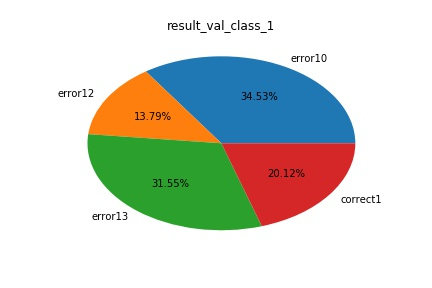 result_val_class_1
error10
34.53%
error12
13.79%
31.55%
20.12%
correct1
error13